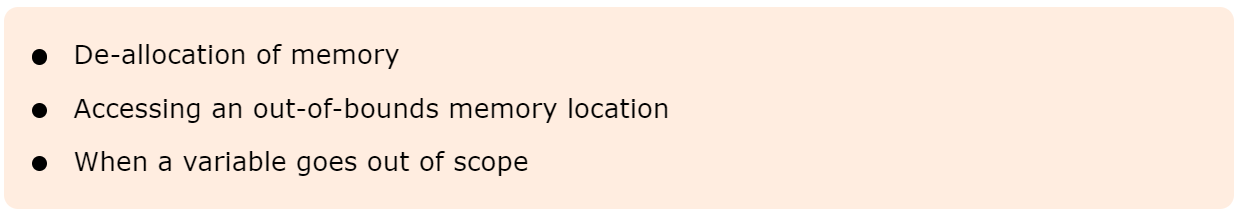 De-allocation of memory
Accessing an out-of-bounds memory location
When a variable goes out of scope